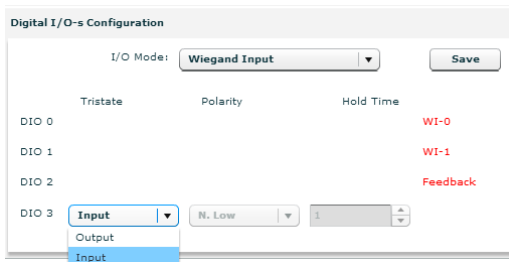 Digital I/O-s Configuration
I/O Mode: Wiegand Input Save
Tristate Polarity Hold Time
DIO 0 WI-0
DIO 1 WI-1
DIO 2 Feedback
DIO 3 Input N. Low 1
Output
Input